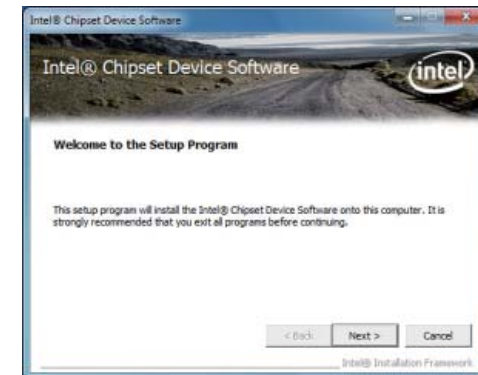 Intel® Chipset Device Software
Intel® Chipset Device Software
intel
Welcome to the Setup Program
This setup program will install the Intel® Chipset Device Software onto this computer. It is
strongly recommended that you exit all programs before continuing.
< Back Next > Cancel
Intel® Installation Framework